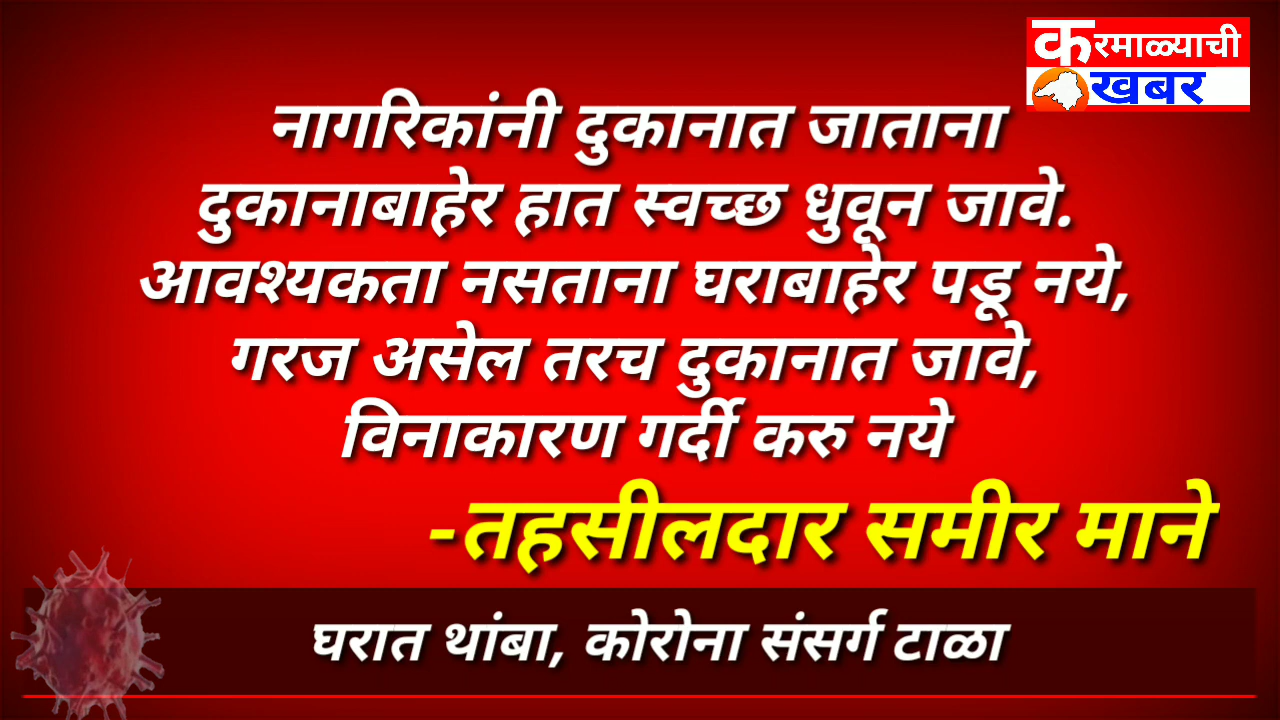 करमाळ्याची
खबर
नागरिकांनी दुकानात जाताना
दुकानाबाहेर हात स्वच्छ धुवून जावे.
आवश्यकता नसताना घराबाहेर पडू नये,
गरज असेल तरच दुकानात जावे,
विनाकारण गर्दी करु नये
-तहसीलदार समीर माने
घरात थांबा, कोरोना संसर्ग टाळा